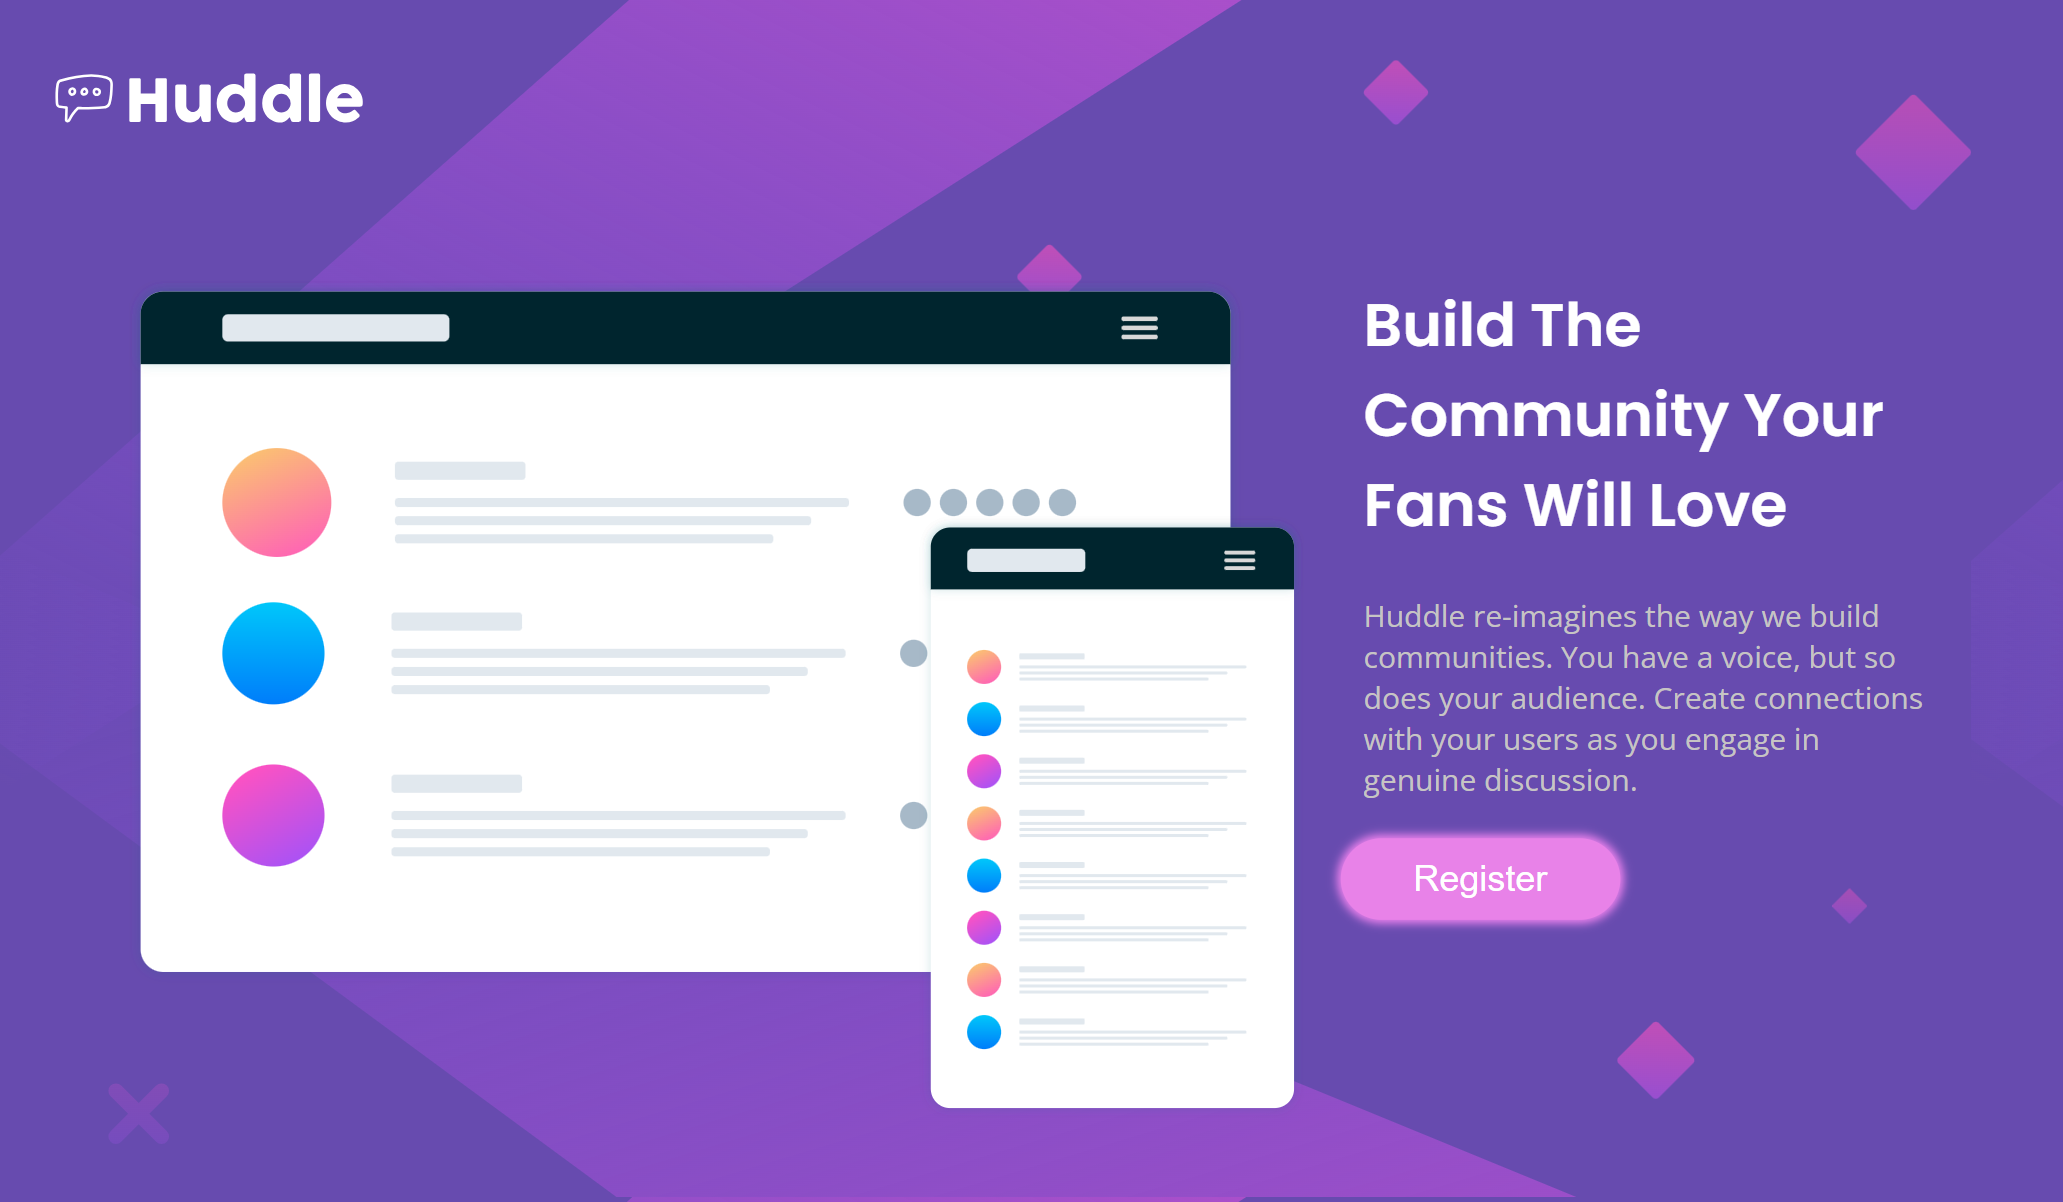 Huddle
Build The
Community Your
Fans Will Love
Huddle re-imagines the way we build
communities. You have a voice, but so
does your audience. Create connections
with your users as you engage in
genuine discussion.
Register